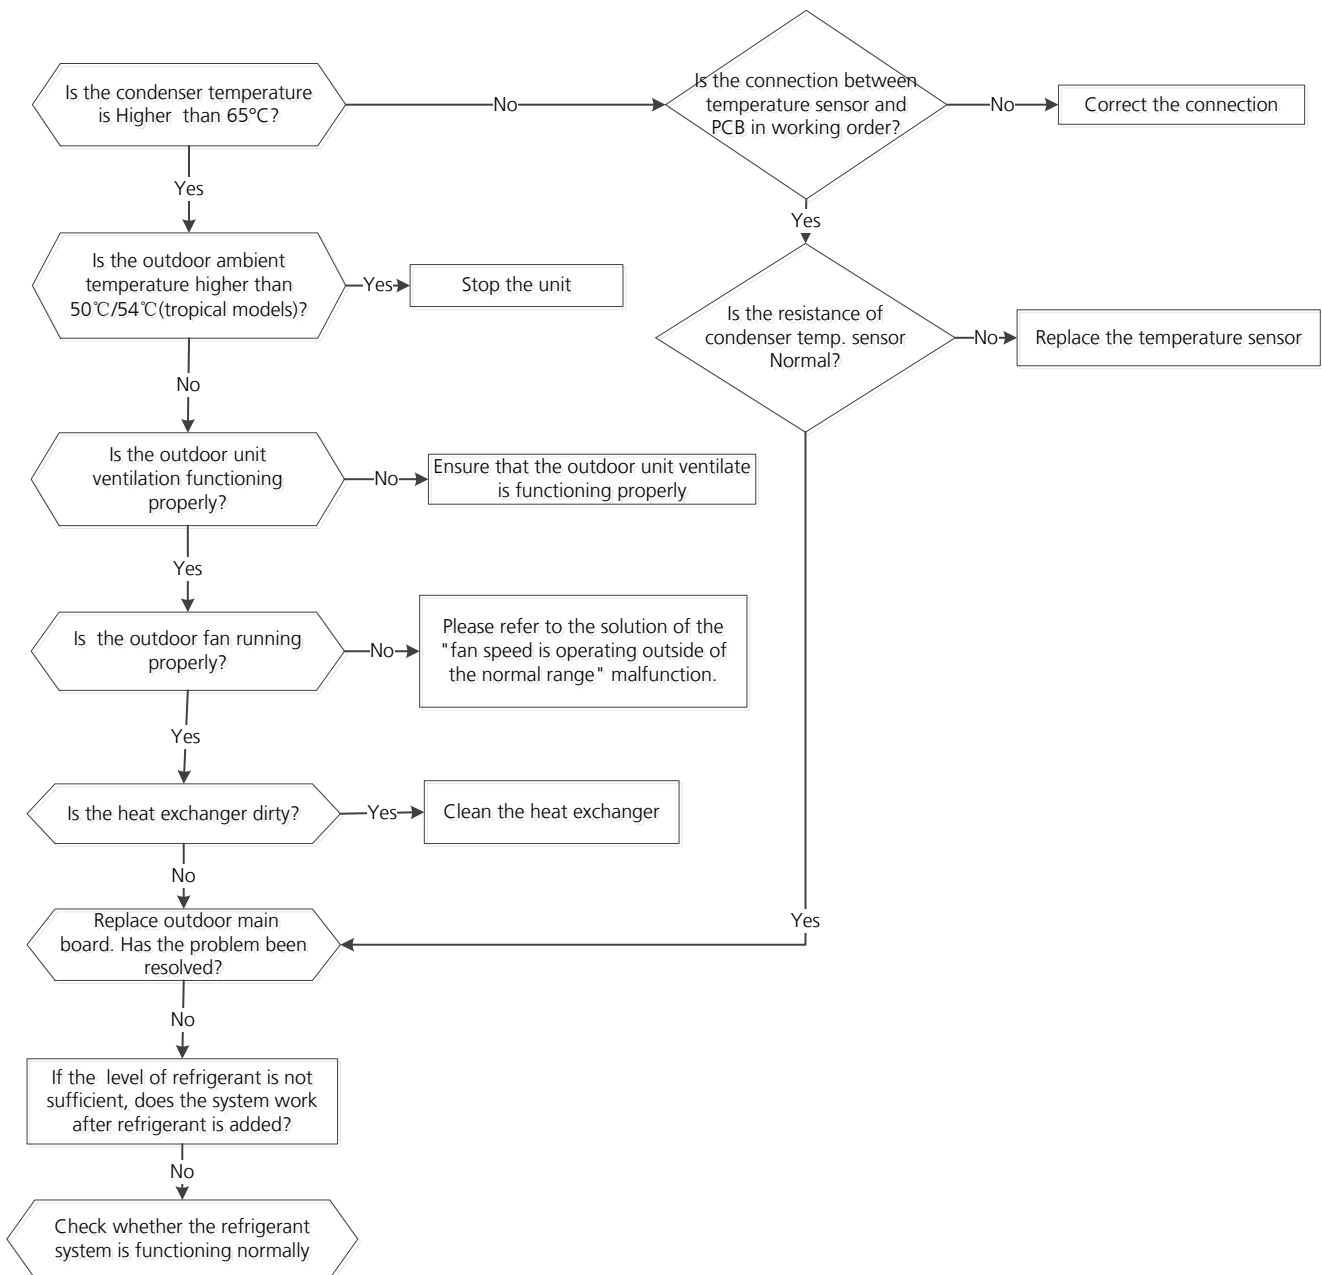 Is the condenser temperature
is Higher than 65°C?
No
Is the connection between
temperature sensor and
PCB in working order?
No
Correct the connection
Yes
Yes
Is the outdoor ambient
temperature higher than
50℃/54℃(tropical models)?
Yes
Stop the unit
Is the resistance of
condenser temp. sensor
Normal?
No
Replace the temperature sensor
No
Is the outdoor unit
ventilation functioning
properly?
No
Ensure that the outdoor unit ventilate
is functioning properly
Yes
Is the outdoor fan running
properly?
No
Please refer to the solution of the
"fan speed is operating outside of
the normal range" malfunction.
Yes
Is the heat exchanger dirty?
Yes
Clean the heat exchanger
No
Yes
Replace outdoor main
board. Has the problem been
resolved?
No
If the level of refrigerant is not
sufficient, does the system work
after refrigerant is added?
No
Check whether the refrigerant
system is functioning normally